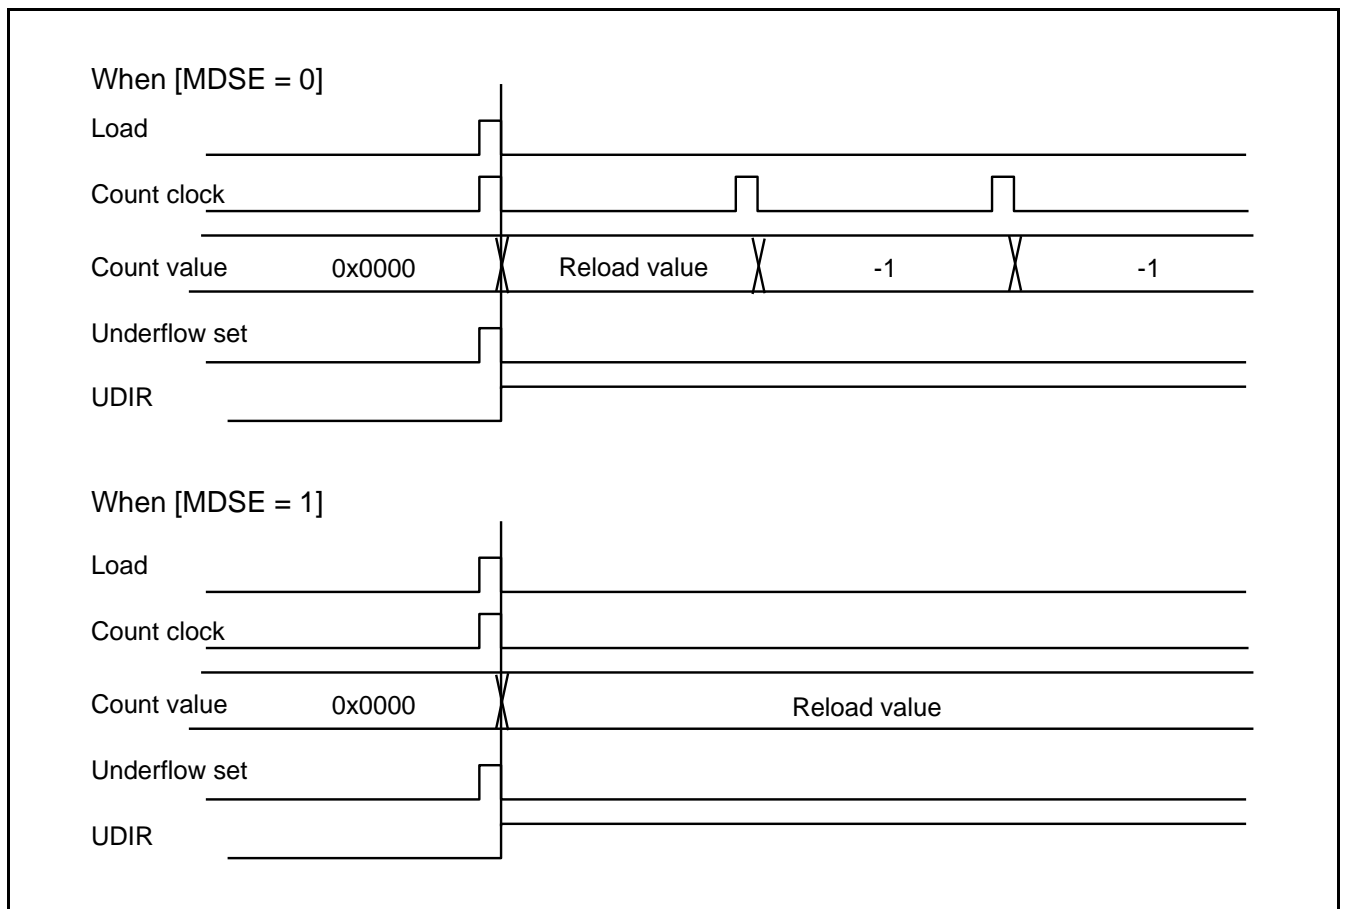 When [MDSE = 0]
Load
Count clock
Count value 0x0000 Reload value -1 -1
Underflow set
UDIR
When [MDSE = 1]
Load
Count clock
Count value 0x0000 Reload value
Underflow set
UDIR